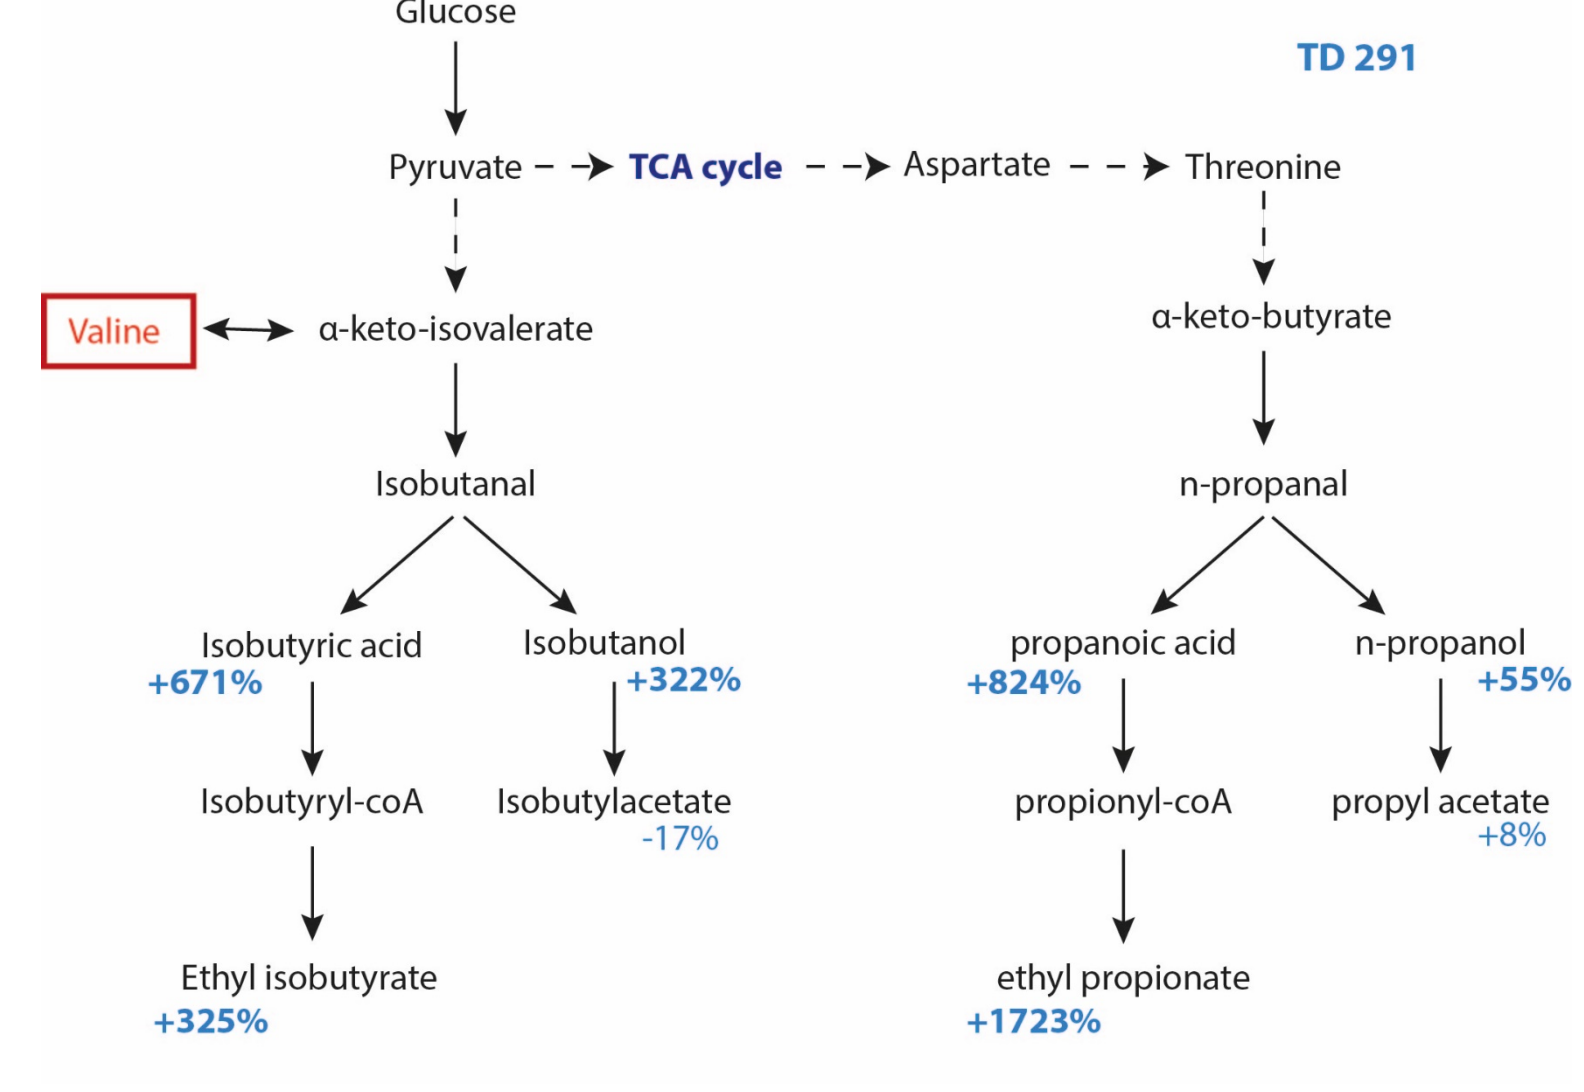 Glucose
TD 291
Pyruvate
TCA cycle
Aspartate
Threonine
Valine
α-keto-isovalerate
α-keto-butyrate
Isobutanal
n-propanal
Isobutyric acid
+671%
Isobutanol
+322%
propanoic acid
+824%
n-propanol
+55%
Isobutyryl-coA
Isobutylacetate
-17%
propionyl-coA
propyl acetate
+8%
Ethyl isobutyrate
+325%
ethyl propionate
+1723%